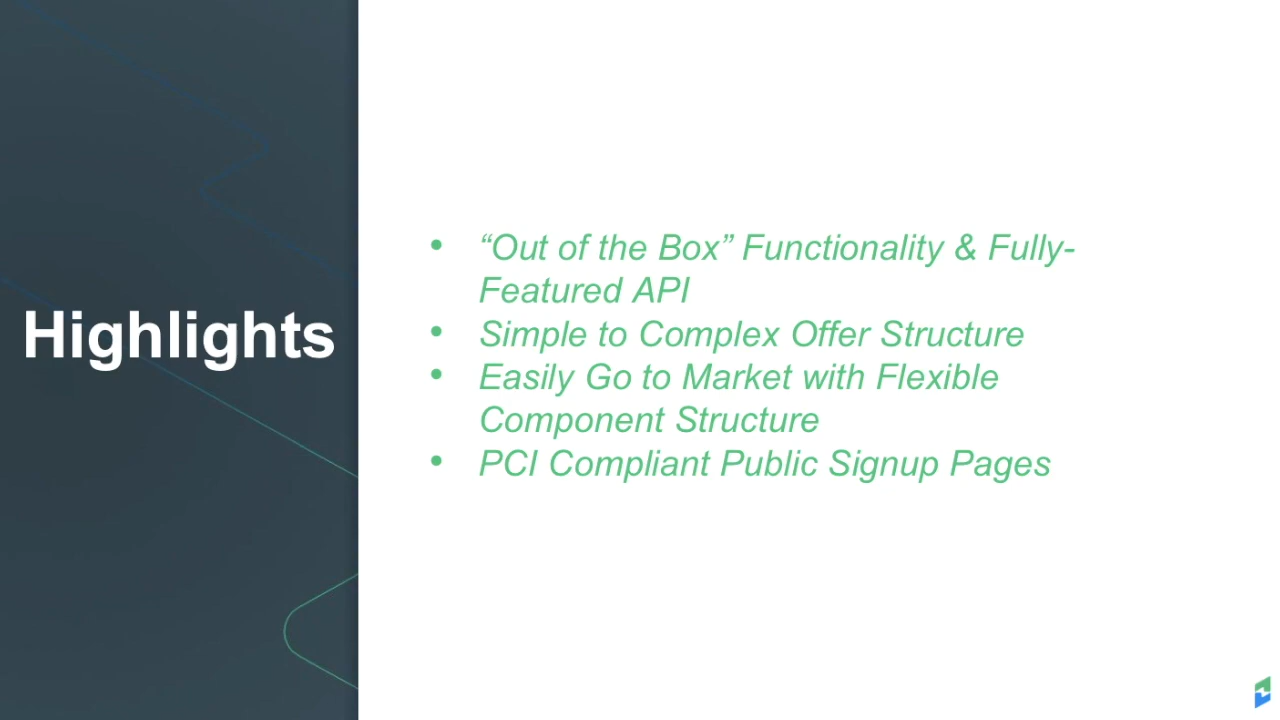 Highlights
• “Out of the Box” Functionality & Fully-
Featured API
• Simple to Complex Offer Structure
• Easily Go to Market with Flexible
Component Structure
• PCI Compliant Public Signup Pages